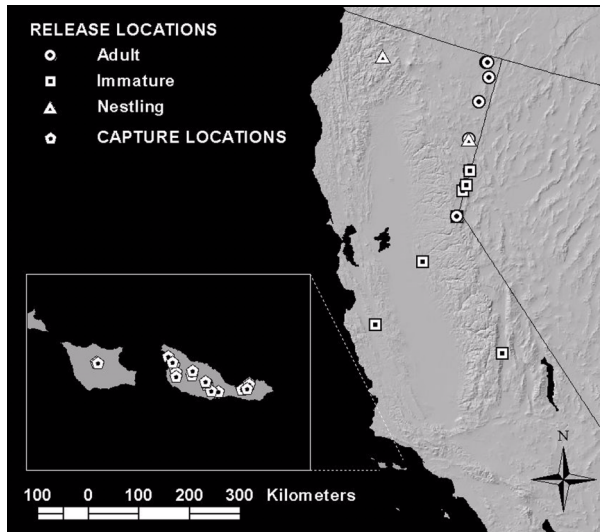 RELEASE LOCATIONS
Adult
Immature
Nestling
CAPTURE LOCATIONS
N
100 0 100 200 300 Kilometers